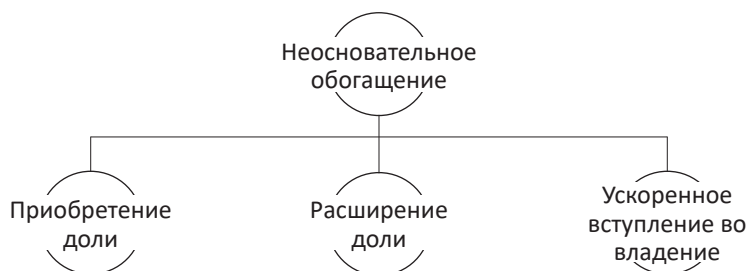 Неосновательное
обогащение
Приобретение
доли
Расширение
доли
Ускоренное
вступление во
владение